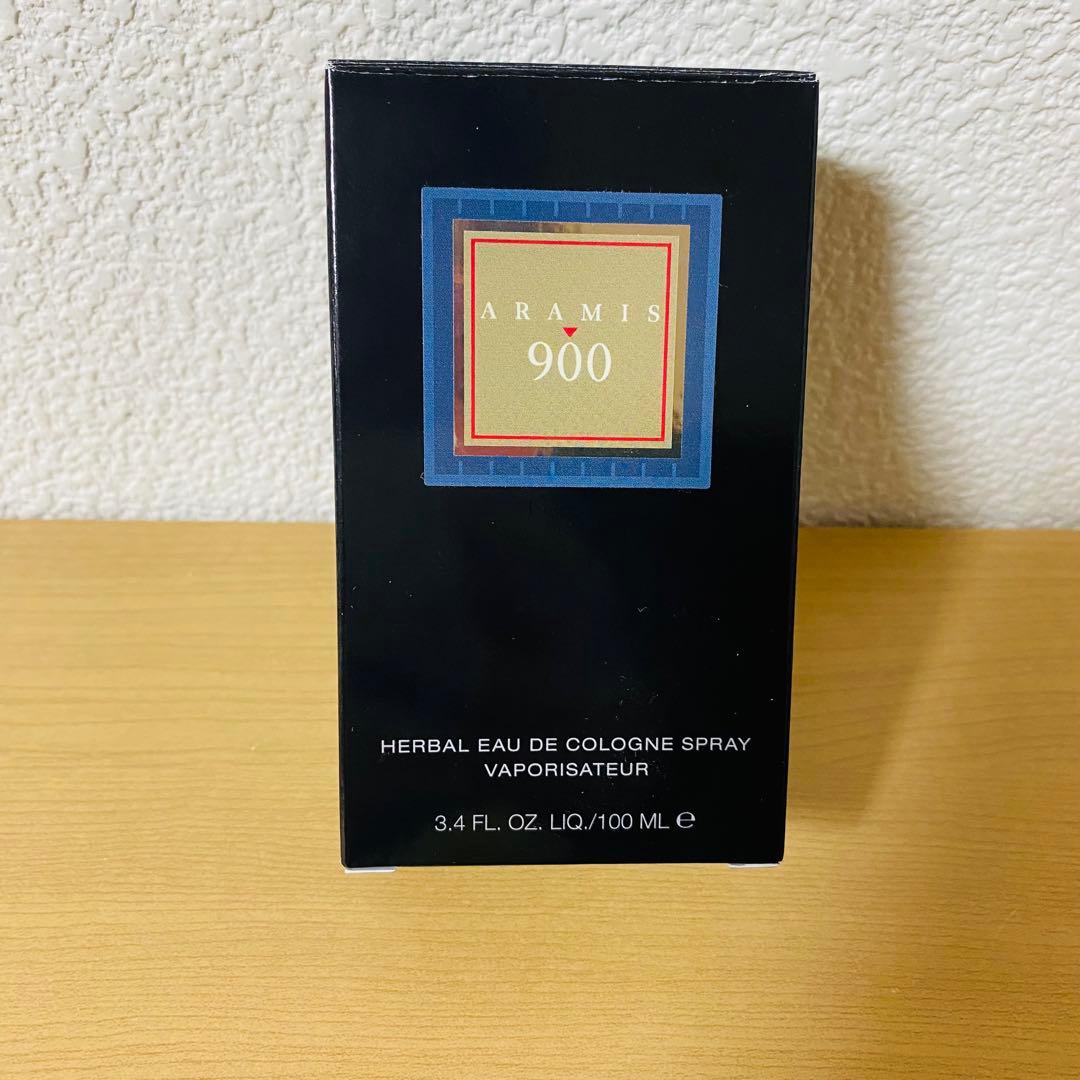 ARAMIS
900
HERBAL EAU DE COLOGNE SPRAY
VAPORISATEUR
3.4 FL. OZ. LIQ./100 ML ℮